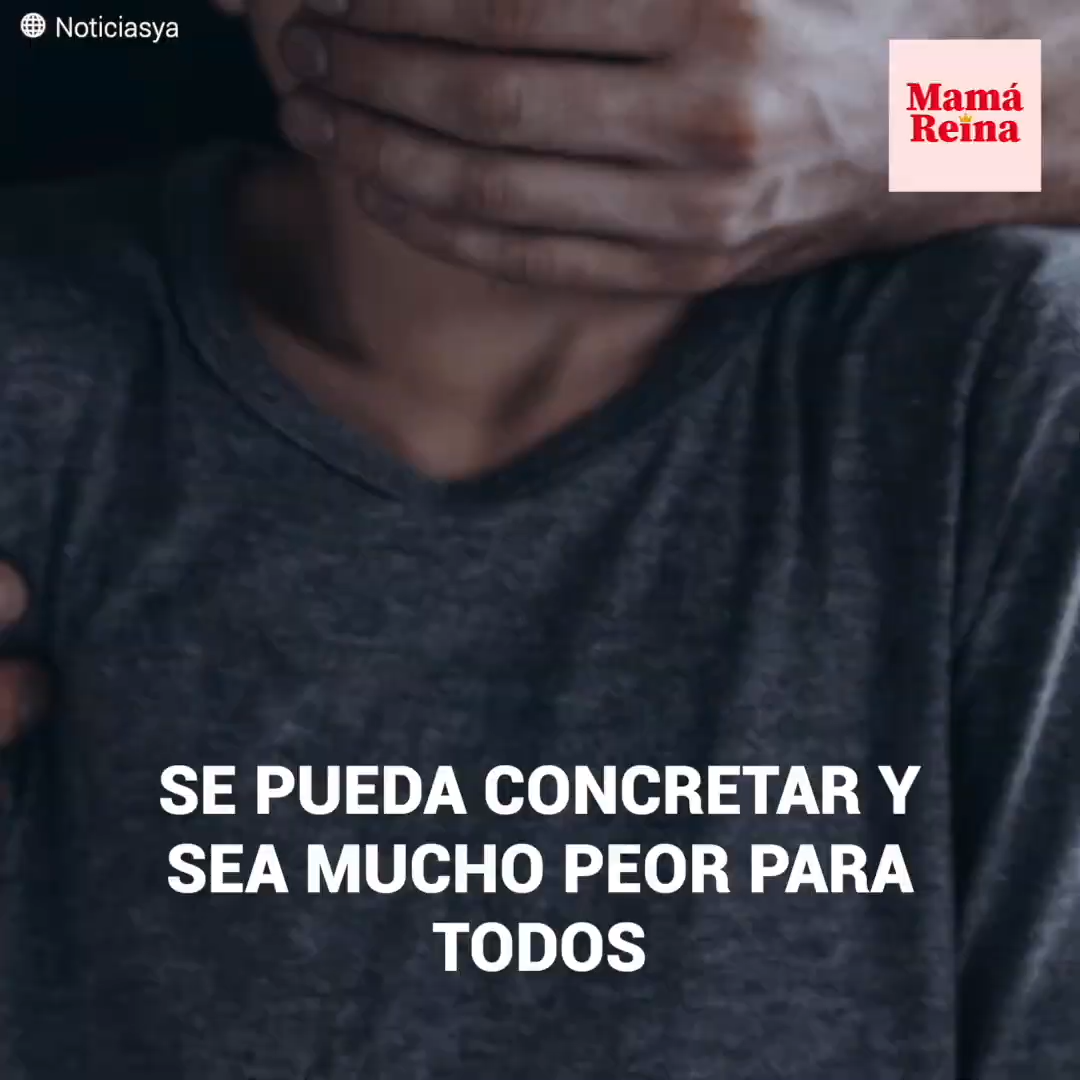 Noticiasya
Mamá
Reina
SE PUEDA CONCRETAR Y
SEA MUCHO PEOR PARA
TODOS